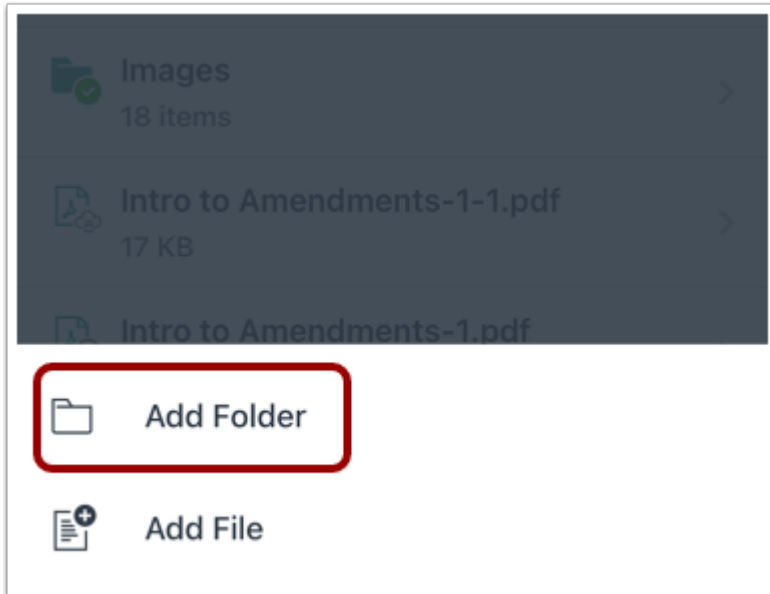 Images
18 items
Intro to Amendments-1-1.pdf
17 KB
Intro to Amendments-1.pdf
Add Folder
Add File